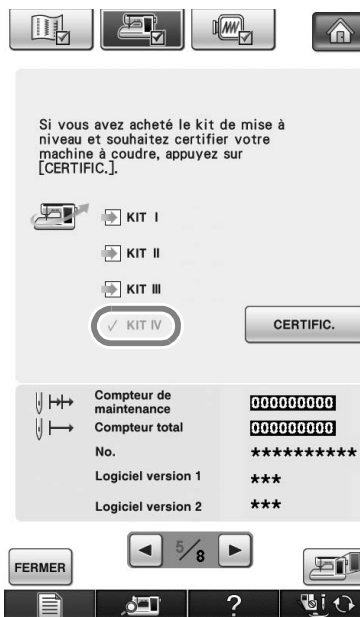 Si vous avez acheté le kit de mise à
niveau et souhaitez certifier votre
machine à coudre, appuyez sur
[CERTIFIC.].
KIT I
KIT II
KIT III
✓ KIT IV
CERTIFIC.
Compteur de
maintenance
000000000
Compteur total
000000000
No.
**********
Logiciel version 1
***
Logiciel version 2
***
FERMER
5/8
?